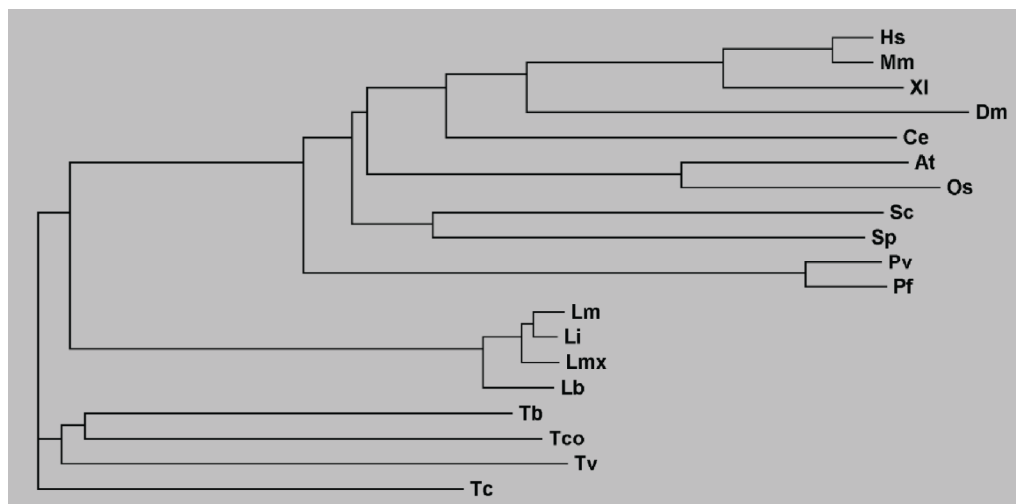 Hs
Mm
Xl
Dm
Ce
At
Os
Sc
Sp
Pv
Pf
Lm
Li
Lmx
Lb
Tb
Tco
Tv
Tc